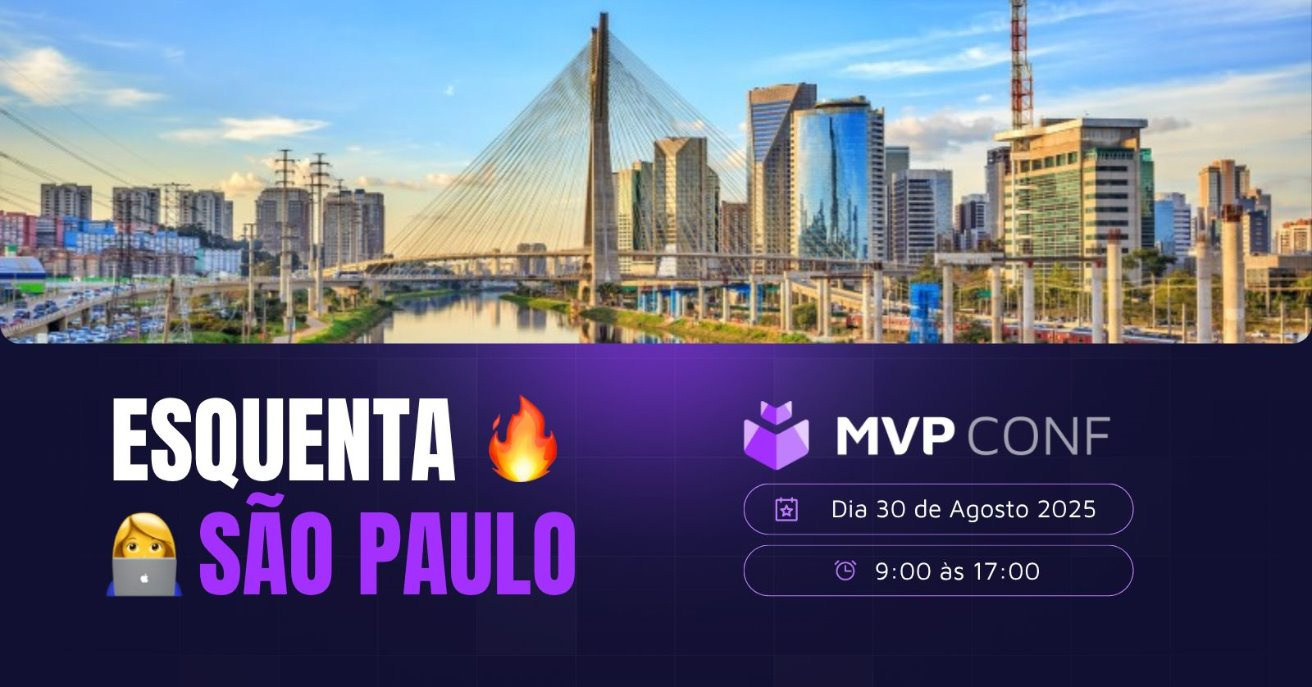 ESQUENTA 🔥
👩‍💻 SÃO PAULO
MVP CONF
Dia 30 de Agosto 2025
9:00 às 17:00